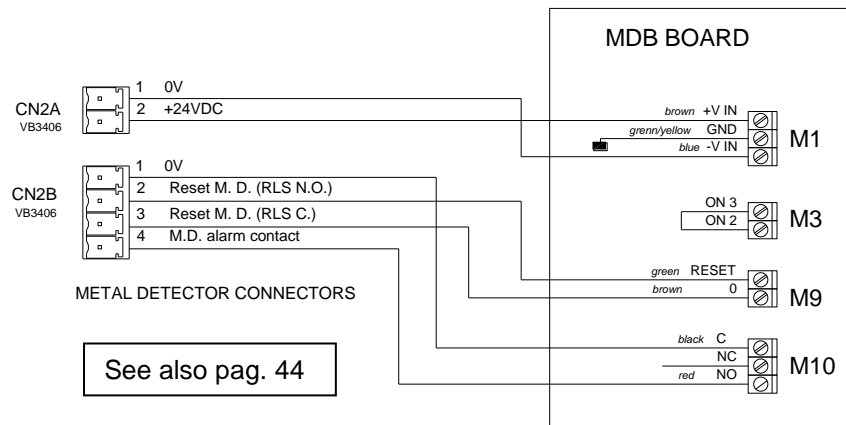 MDB BOARD
CN2A
VB3406
1 0V
2 +24VDC
brown +V IN
grenn/yellow GND
blue -V IN
M1
CN2B
VB3406
1 0V
2 Reset M. D. (RLS N.O.)
3 Reset M. D. (RLS C.)
4 M.D. alarm contact
ON 3
ON 2
M3
METAL DETECTOR CONNECTORS
green RESET
brown 0
M9
See also pag. 44
black C
NC
red NO
M10